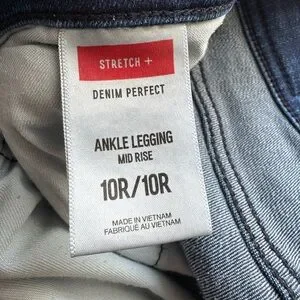 STRETCH +
DENIM PERFECT
ANKLE LEGGING
MID RISE
10R/10R
MADE IN VIETNAM
FABRIQUÉ AU VIETNAM